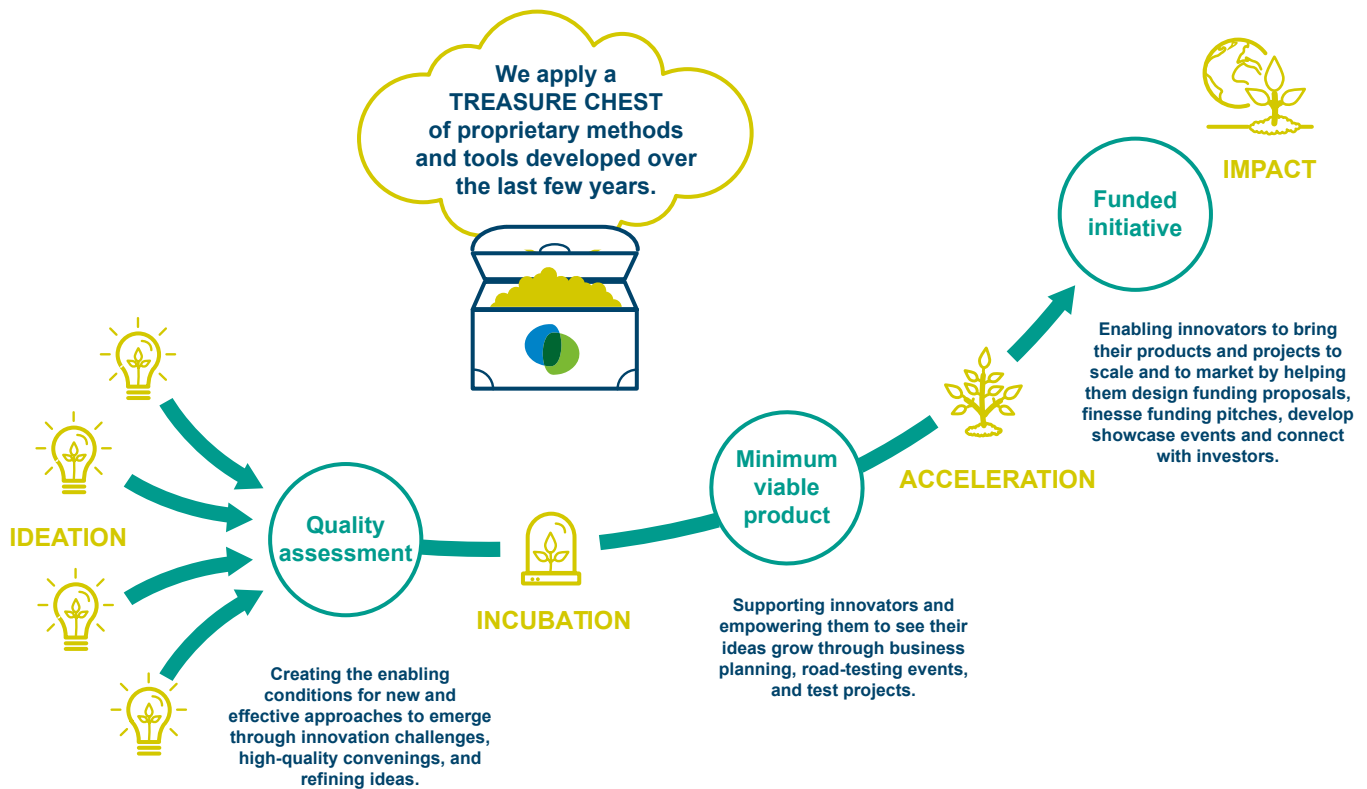 We apply a
TREASURE CHEST
of proprietary methods
and tools developed over
the last few years.
IMPACT
Funded
initiative
Enabling innovators to bring
their products and projects to
scale and to market by helping
them design funding proposals,
finesse funding pitches, develop
showcase events and connect
with investors.
ACCELERATION
Minimum
viable
product
Supporting innovators and
empowering them to see their
ideas grow through business
planning, road-testing events,
and test projects.
IDEATION
Quality
assessment
INCUBATION
Creating the enabling
conditions for new and
effective approaches to emerge
through innovation challenges,
high-quality convenings, and
refining ideas.